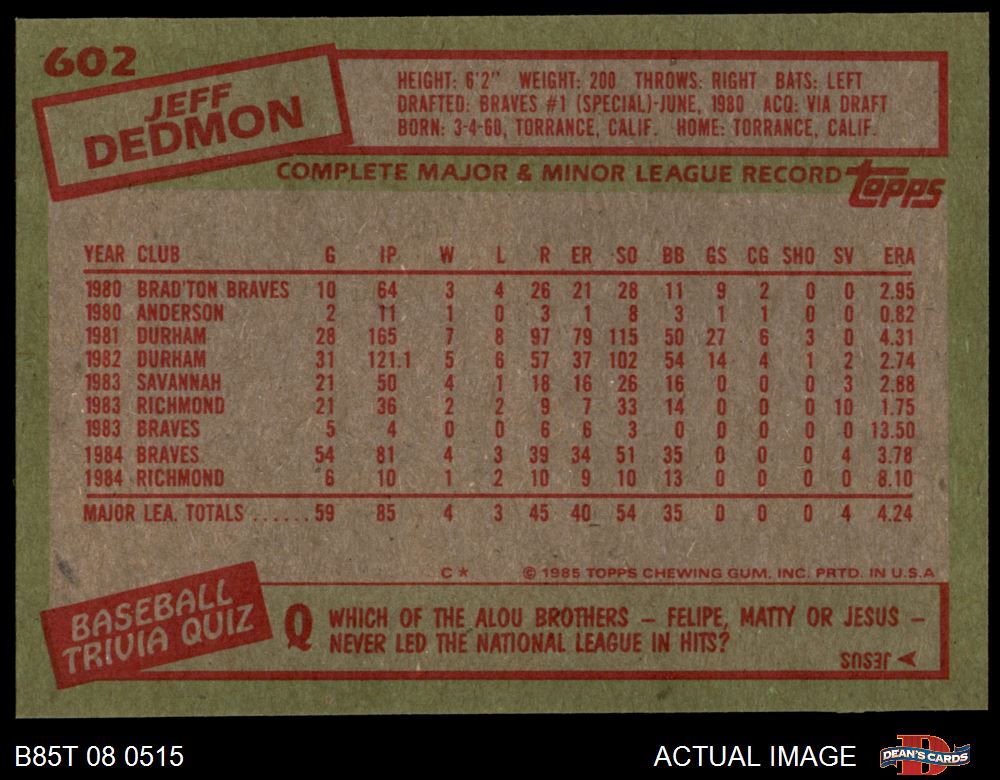 602
JEFF
DEDMON
HEIGHT: 6'2" WEIGHT: 200 THROWS: RIGHT BATS: LEFT
DRAFTED: BRAVES #1 (SPECIAL)-JUNE, 1980 ACQ: VIA DRAFT
BORN: 3-4-60, TORRANCE, CALIF. HOME: TORRANCE, CALIF.
COMPLETE MAJOR & MINOR LEAGUE RECORD topps
YEAR CLUB G IP W L R ER SO BB GS CG SHO SV ERA
1980 BRAD'TON BRAVES 10 64 3 4 26 21 28 11 9 2 0 0 2.95
1980 ANDERSON 2 11 1 0 3 1 8 3 1 1 0 0 0.82
1981 DURHAM 28 165 7 8 97 79 115 50 27 6 3 0 4.31
1982 DURHAM 31 121.1 5 6 57 37 102 54 14 4 1 2 2.74
1983 SAVANNAH 21 50 4 1 18 16 26 16 0 0 0 3 2.88
1983 RICHMOND 21 36 2 2 9 7 33 14 0 0 0 10 1.75
1983 BRAVES 5 4 0 0 6 6 3 0 0 0 0 0 13.50
1984 BRAVES 54 81 4 3 39 34 51 35 0 0 0 4 3.78
1984 RICHMOND 6 10 1 2 10 9 10 13 0 0 0 0 8.10
MAJOR LEA. TOTALS ......59 85 4 3 45 40 54 35 0 0 0 4 4.24
C* © 1985 TOPPS CHEWING GUM, INC. PRTD. IN U.S.A
BASEBALL
TRIVIA QUIZ
Q WHICH OF THE ALOU BROTHERS – FELIPE, MATTY OR JESUS –
NEVER LED THE NATIONAL LEAGUE IN HITS?
JESUS
B85T 08 0515 ACTUAL IMAGE DEAN'S CARDS